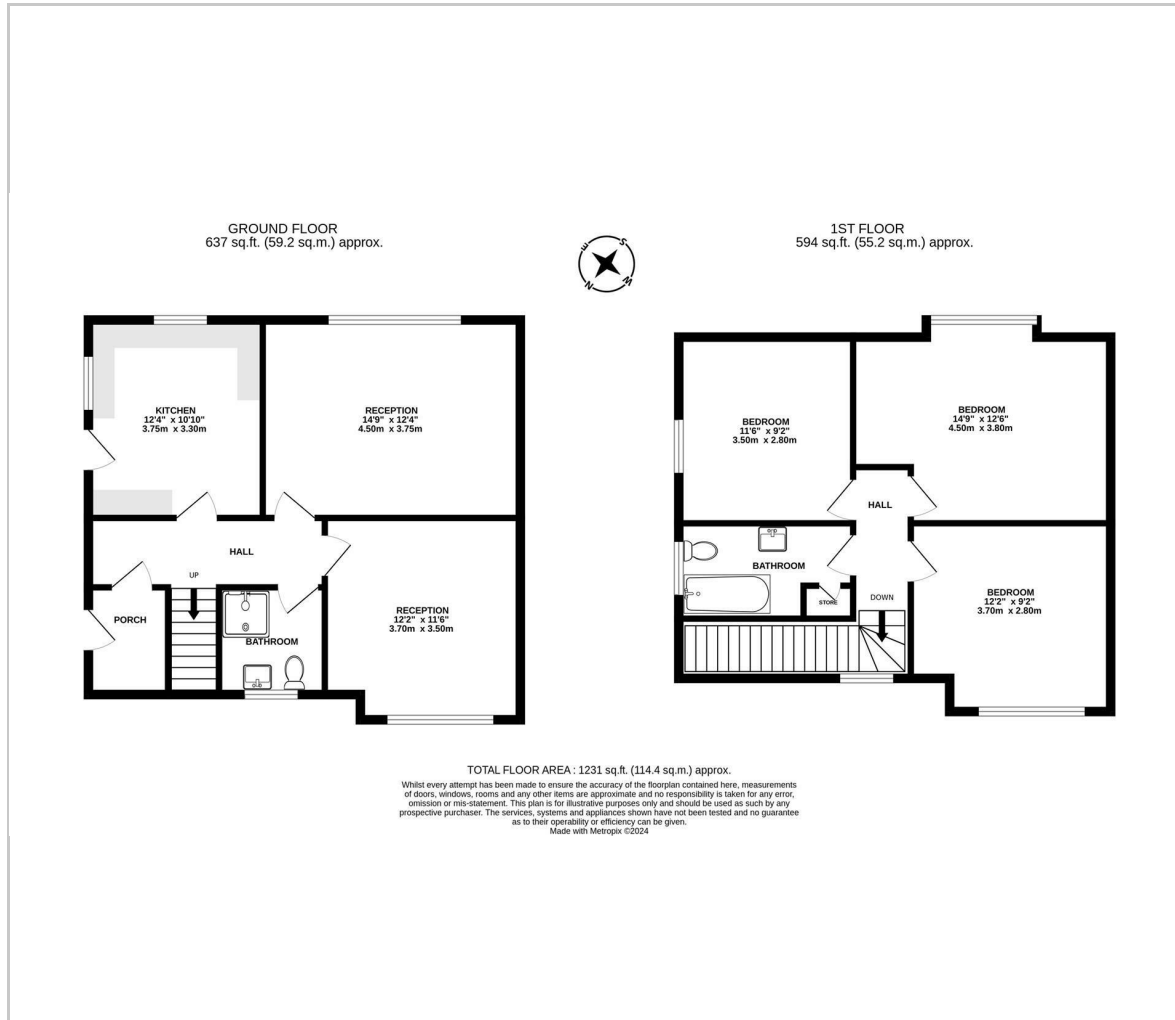 GROUND FLOOR
637 sq.ft. (59.2 sq.m.) approx.
1ST FLOOR
594 sq.ft. (55.2 sq.m.) approx.
E
S
N
W
KITCHEN
12'4" x 10'10"
3.75m x 3.30m
RECEPTION
14'9" x 12'4"
4.50m x 3.75m
HALL
UP
PORCH
BATHROOM
RECEPTION
12'2" x 11'6"
3.70m x 3.50m
BEDROOM
11'6" x 9'2"
3.50m x 2.80m
BEDROOM
14'9" x 12'6"
4.50m x 3.80m
HALL
BATHROOM
STORE
DOWN
BEDROOM
12'2" x 9'2"
3.70m x 2.80m
TOTAL FLOOR AREA : 1231 sq.ft. (114.4 sq.m.) approx.
Whilst every attempt has been made to ensure the accuracy of the floorplan contained here, measurements
of doors, windows, rooms and any other items are approximate and no responsibility is taken for any error,
omission or mis-statement. This plan is for illustrative purposes only and should be used as such by any
prospective purchaser. The services, systems and appliances shown have not been tested and no guarantee
as to their operability or efficiency can be given.
Made with Metropix ©2024